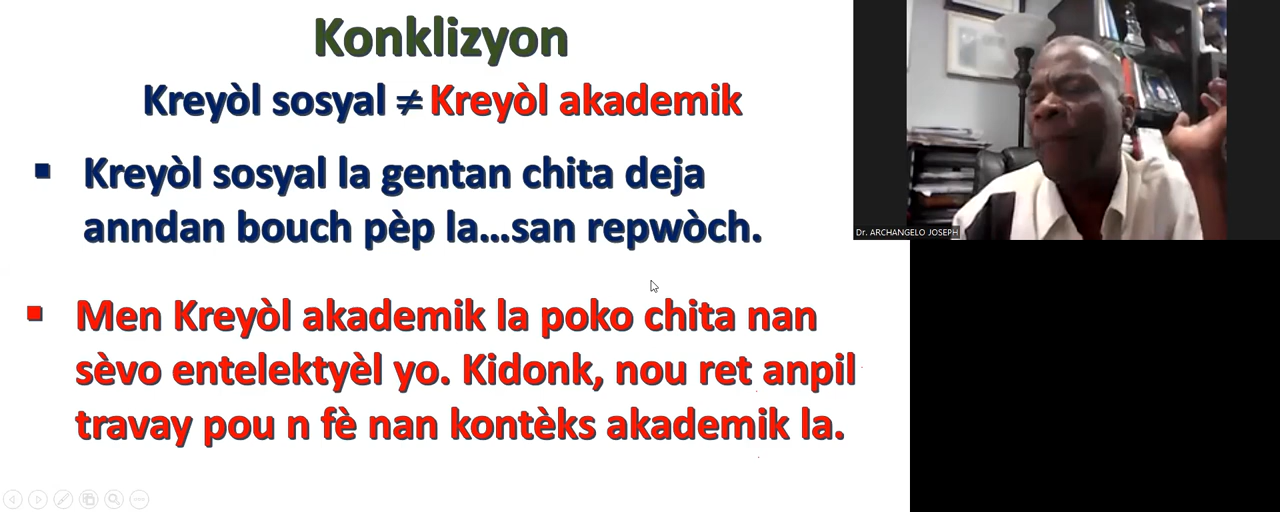 Konklizyon
Kreyòl sosyal ≠ Kreyòl akademik
▪ Kreyòl sosyal la gentan chita deja
anndan bouch pèp la...san repwòch.
▪ Men Kreyòl akademik la poko chita nan
sèvo entelektyèl yo. Kidonk, nou ret anpil
travay pou n fè nan kontèks akademik la.
Dr. ARCHANGELO JOSEPH